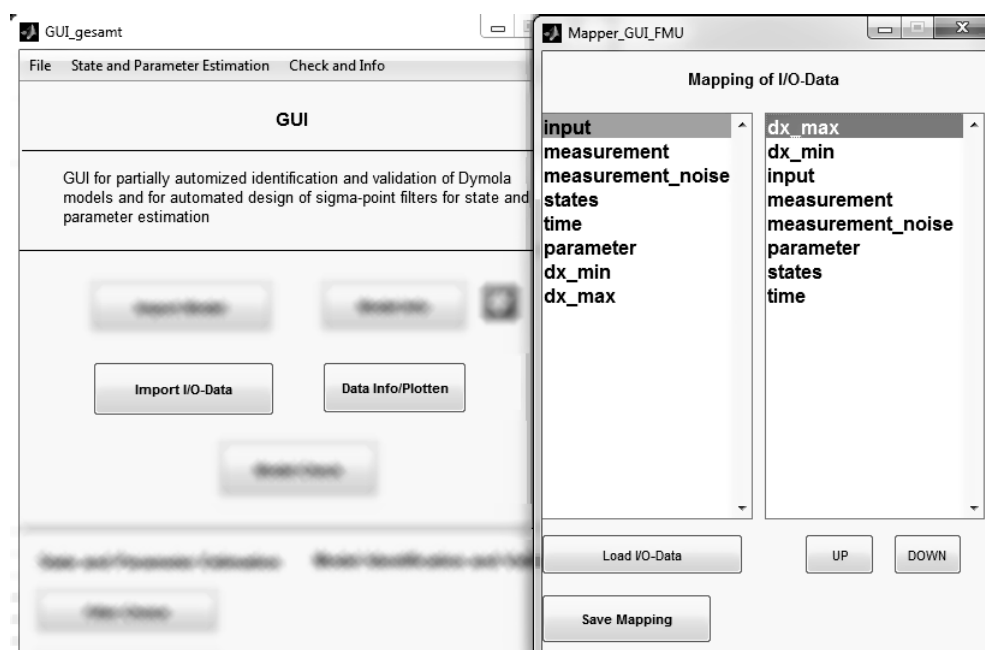 GUI_gesamt
File State and Parameter Estimation Check and Info
GUI
GUI for partially automized identification and validation of Dymola
models and for automated design of sigma-point filters for state and
parameter estimation
Import I/O-Data
Data Info/Plotten
Mapper_GUI_FMU
Mapping of I/O-Data
input
measurement
measurement_noise
states
time
parameter
dx_min
dx_max
dx_max
dx_min
input
measurement
measurement_noise
parameter
states
time
Load I/O-Data
UP
DOWN
Save Mapping